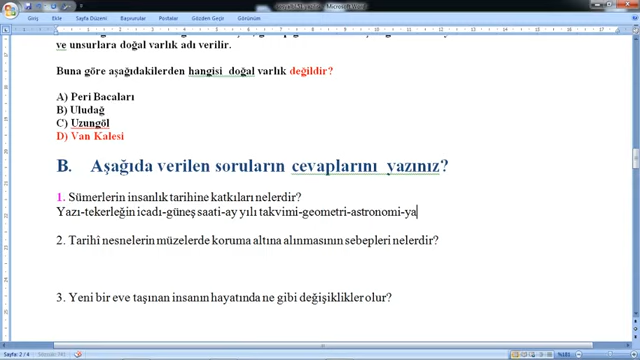 Microsoft Word
Giriş Ekle Sayfa Düzeni Başvurular Postalar Gözden Geçir Görünüm
ve unsurlara doğal varlık adı verilir.
Buna göre aşağıdakilerden hangisi doğal varlık değildir?
A) Peri Bacaları
B) Uludağ
C) Uzungöl
D) Van Kalesi
B. Aşağıda verilen soruların cevaplarını yazınız?
1. Sümerlerin insanlık tarihine katkıları nelerdir?
Yazı-tekerleğin icadı-güneş saati-ay yılı takvimi-geometri-astronomi-ya
2. Tarihî nesnelerin müzelerde koruma altına alınmasının sebepleri nelerdir?
3. Yeni bir eve taşınan insanın hayatında ne gibi değişiklikler olur?
Sayfa: 2 / 4